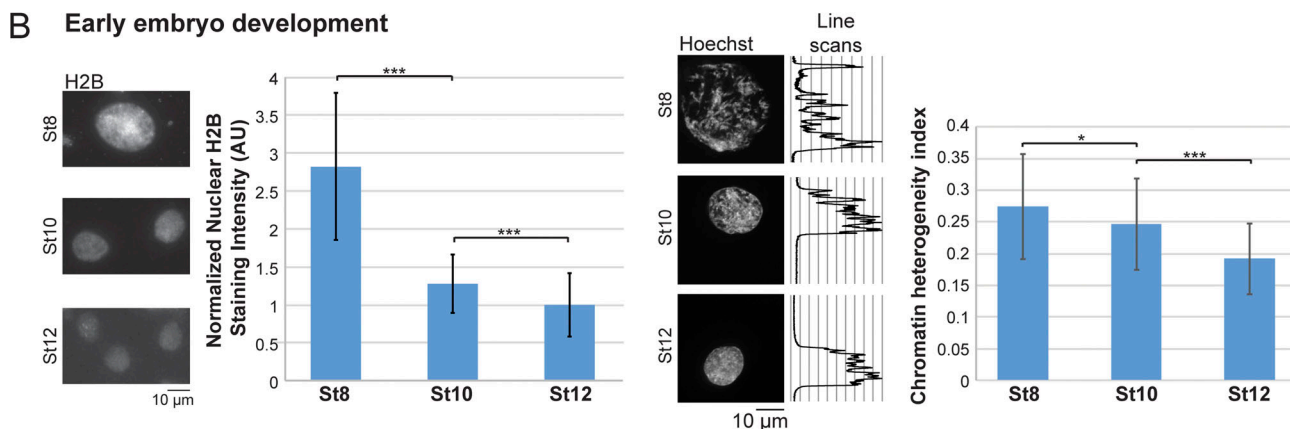 B Early embryo development
H2B
St8
St10
St12
10 µm
Normalized Nuclear H2B
Staining Intensity (AU)
4
3.5
3
2.5
2
1.5
1
0.5
0
***
***
St8 St10 St12
Hoechst
Line
scans
St8
St10
St12
10 µm
Chromatin heterogeneity index
0.4
0.35
0.3
0.25
0.2
0.15
0.1
0.05
0
*
***
St8 St10 St12